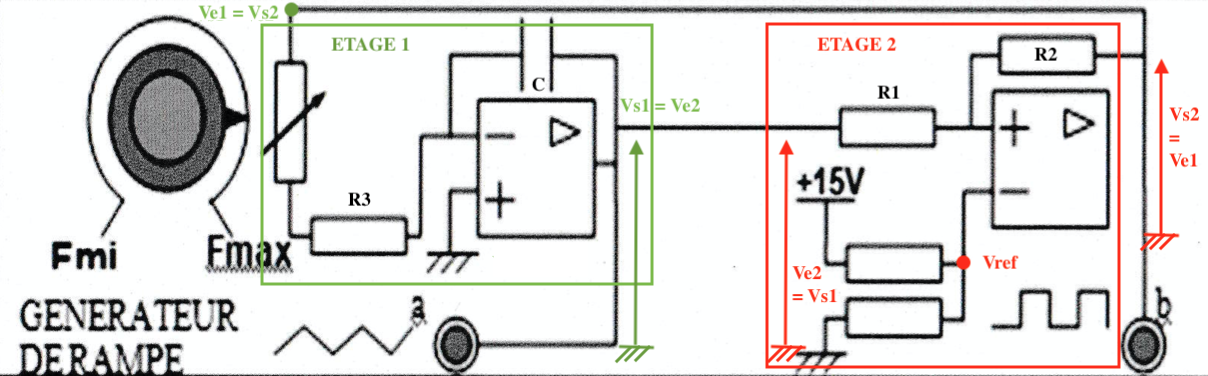 Ve1 = Vs2
ETAGE 1
ETAGE 2
R2
C
R1
Vs1 = Ve2
Vs2
=
Ve1
−
+
+
−
+15V
R3
Fmi
Fmax
Vref
Ve2
= Vs1
GENERATEUR
DE RAMPE
a
b